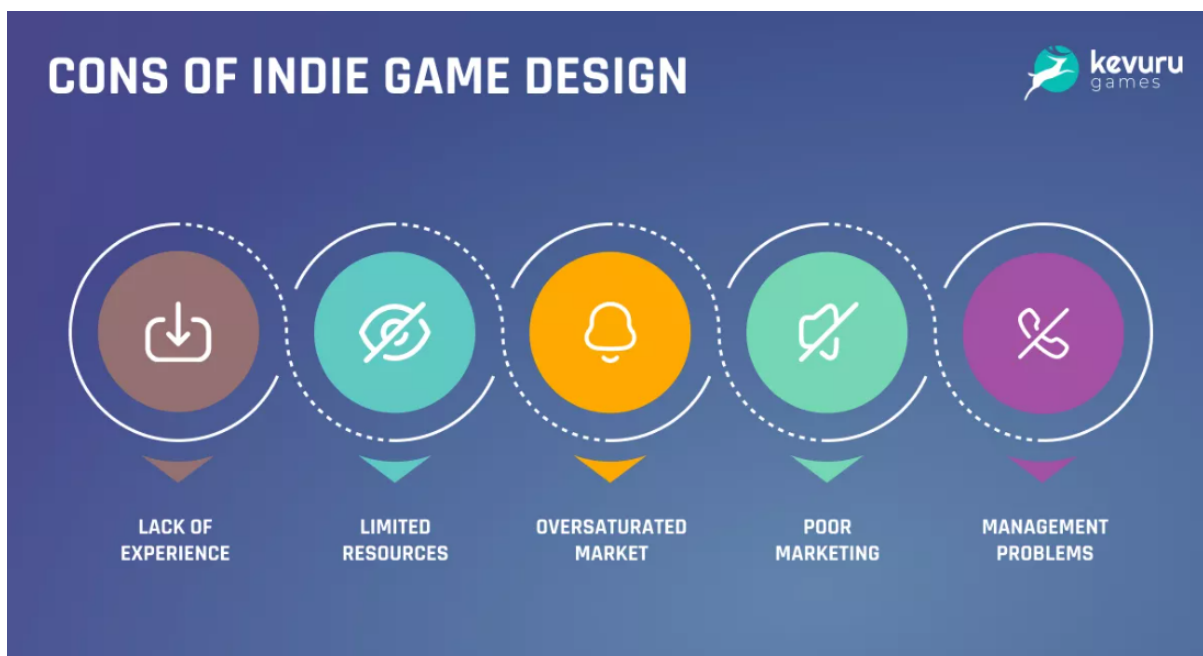 CONS OF INDIE GAME DESIGN
kevuru
games
LACK OF
EXPERIENCE
LIMITED
RESOURCES
OVERSATURATED
MARKET
POOR
MARKETING
MANAGEMENT
PROBLEMS